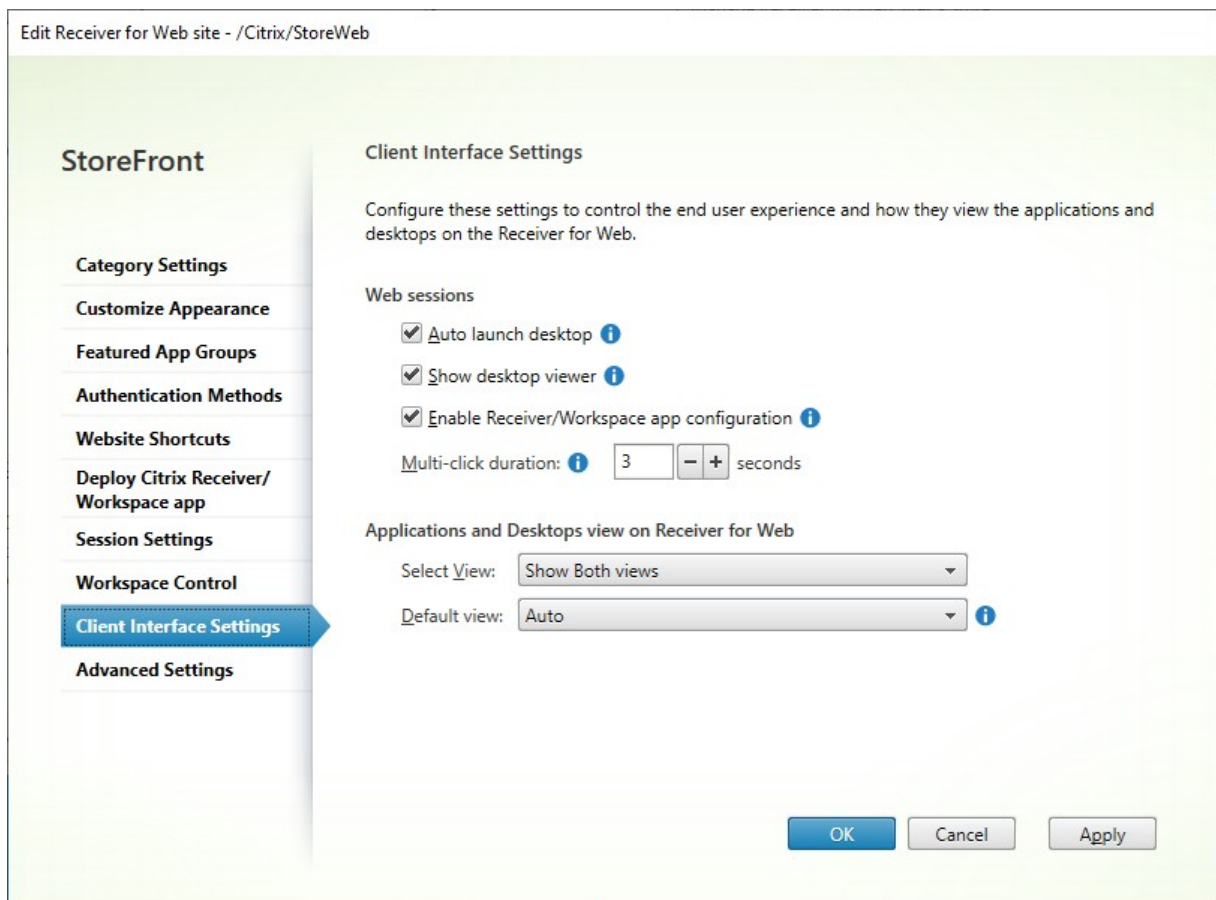 Edit Receiver for Web site - /Citrix/StoreWeb
StoreFront
Category Settings
Customize Appearance
Featured App Groups
Authentication Methods
Website Shortcuts
Deploy Citrix Receiver/
Workspace app
Session Settings
Workspace Control
Client Interface Settings
Advanced Settings
Client Interface Settings
Configure these settings to control the end user experience and how they view the applications and
desktops on the Receiver for Web.
Web sessions
Auto launch desktop
Show desktop viewer
Enable Receiver/Workspace app configuration
Multi-click duration: 3 - + seconds
Applications and Desktops view on Receiver for Web
Select View: Show Both views
Default view: Auto
OK Cancel Apply